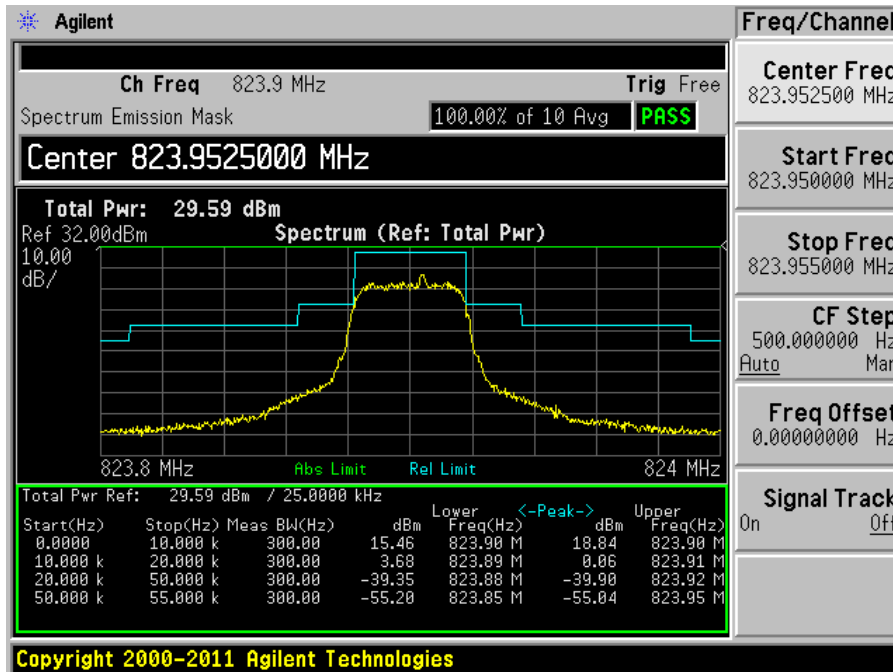 Agilent
Freq/Channel
Ch Freq 823.9 MHz Trig Free
Spectrum Emission Mask 100.00% of 10 Avg PASS
Center 823.9525000 MHz
Total Pwr: 29.59 dBm
Ref 32.00dBm Spectrum (Ref: Total Pwr)
10.00
dB/
823.8 MHz Abs Limit Rel Limit 824 MHz
Total Pwr Ref: 29.59 dBm / 25.0000 kHz
Lower <-Peak-> Upper
Start(Hz) Stop(Hz) Meas BW(Hz) dBm Freq(Hz) dBm Freq(Hz)
0.0000 10.000 k 300.00 15.46 823.90 M 18.84 823.90 M
10.000 k 20.000 k 300.00 3.68 823.89 M 0.06 823.91 M
20.000 k 50.000 k 300.00 -39.35 823.88 M -39.90 823.92 M
50.000 k 55.000 k 300.00 -55.20 823.85 M -55.04 823.95 M
Center Freq
823.952500 MHz
Start Freq
823.950000 MHz
Stop Freq
823.955000 MHz
CF Step
500.000000 Hz
Auto Man
Freq Offset
0.00000000 Hz
Signal Track
On Off
Copyright 2000-2011 Agilent Technologies